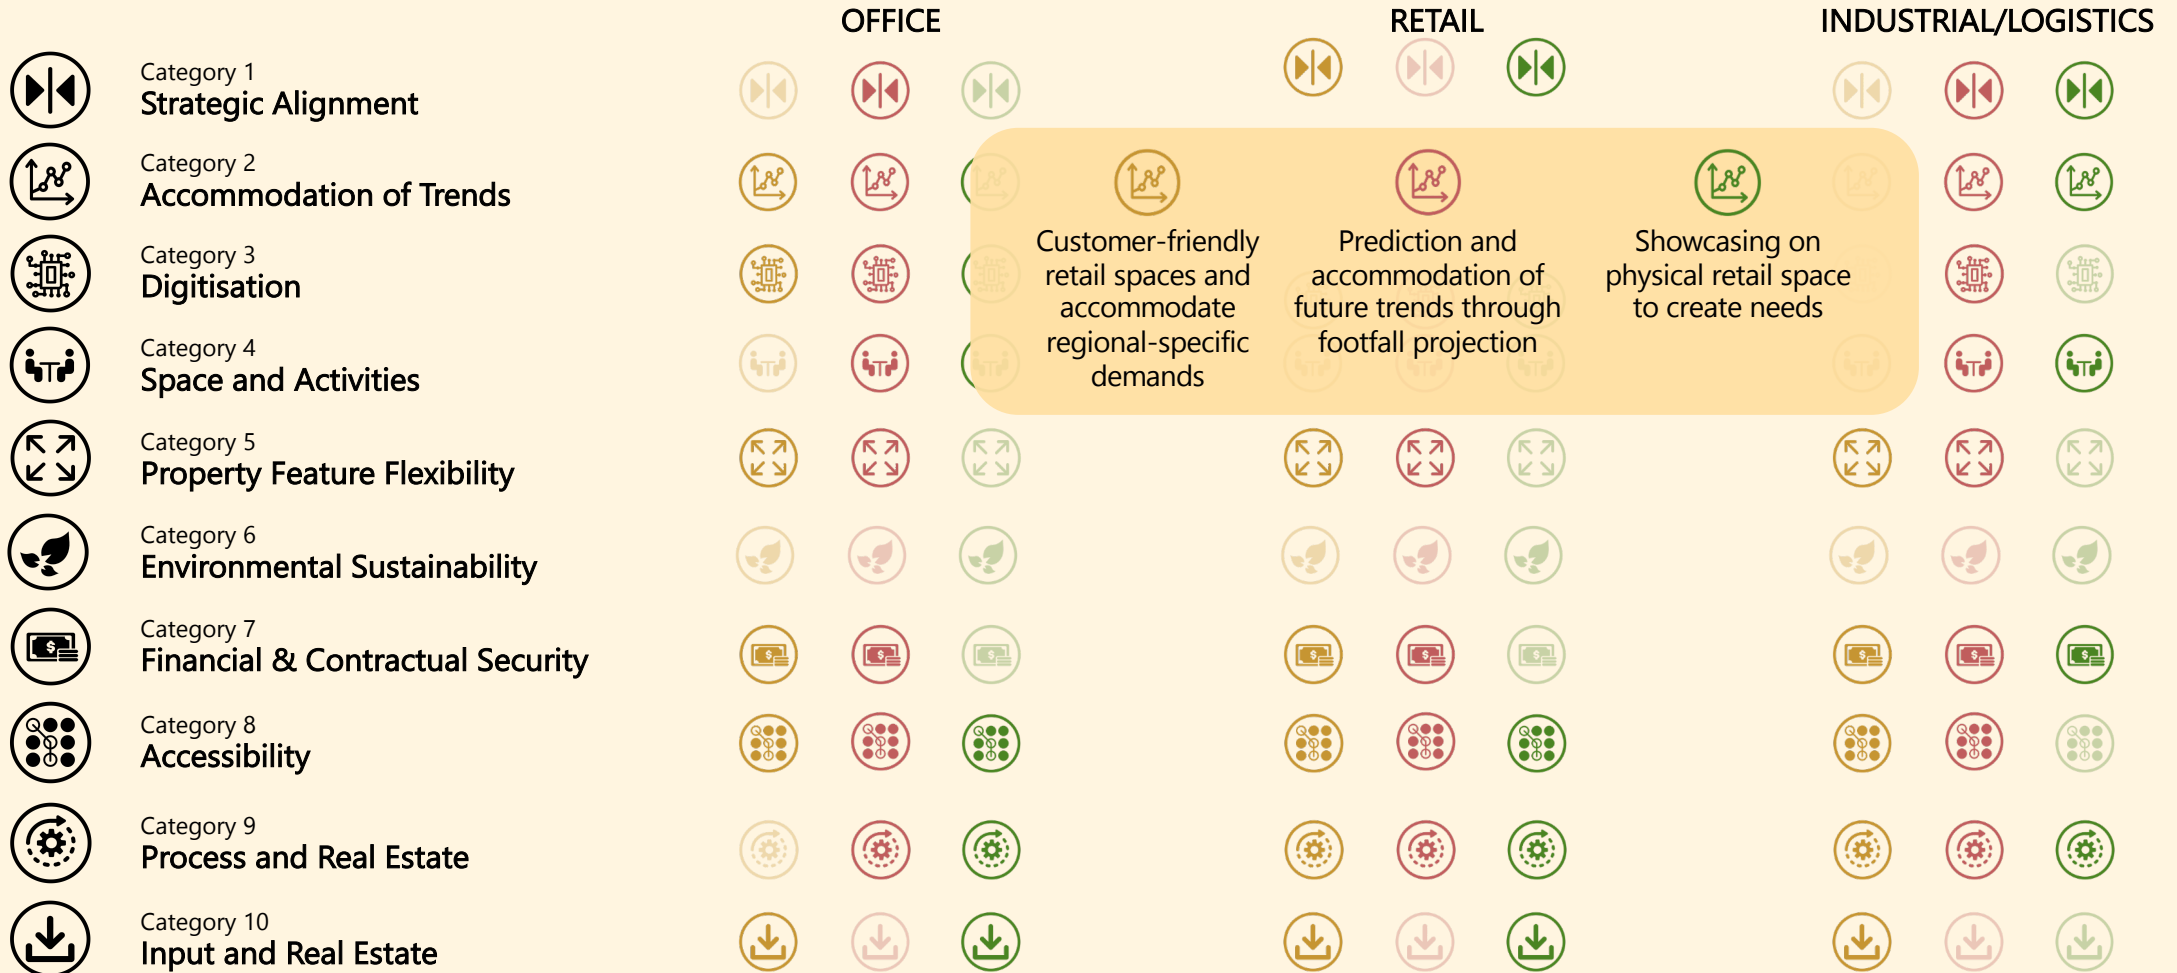 OFFICE
RETAIL
INDUSTRIAL/LOGISTICS
Category 1
Strategic Alignment
Category 2
Accommodation of Trends
Category 3
Digitisation
Category 4
Space and Activities
Category 5
Property Feature Flexibility
Category 6
Environmental Sustainability
Category 7
Financial & Contractual Security
Category 8
Accessibility
Category 9
Process and Real Estate
Category 10
Input and Real Estate
Customer-friendly
retail spaces and
accommodate
regional-specific
demands
Prediction and
accommodation of
future trends through
footfall projection
Showcasing on
physical retail space
to create needs